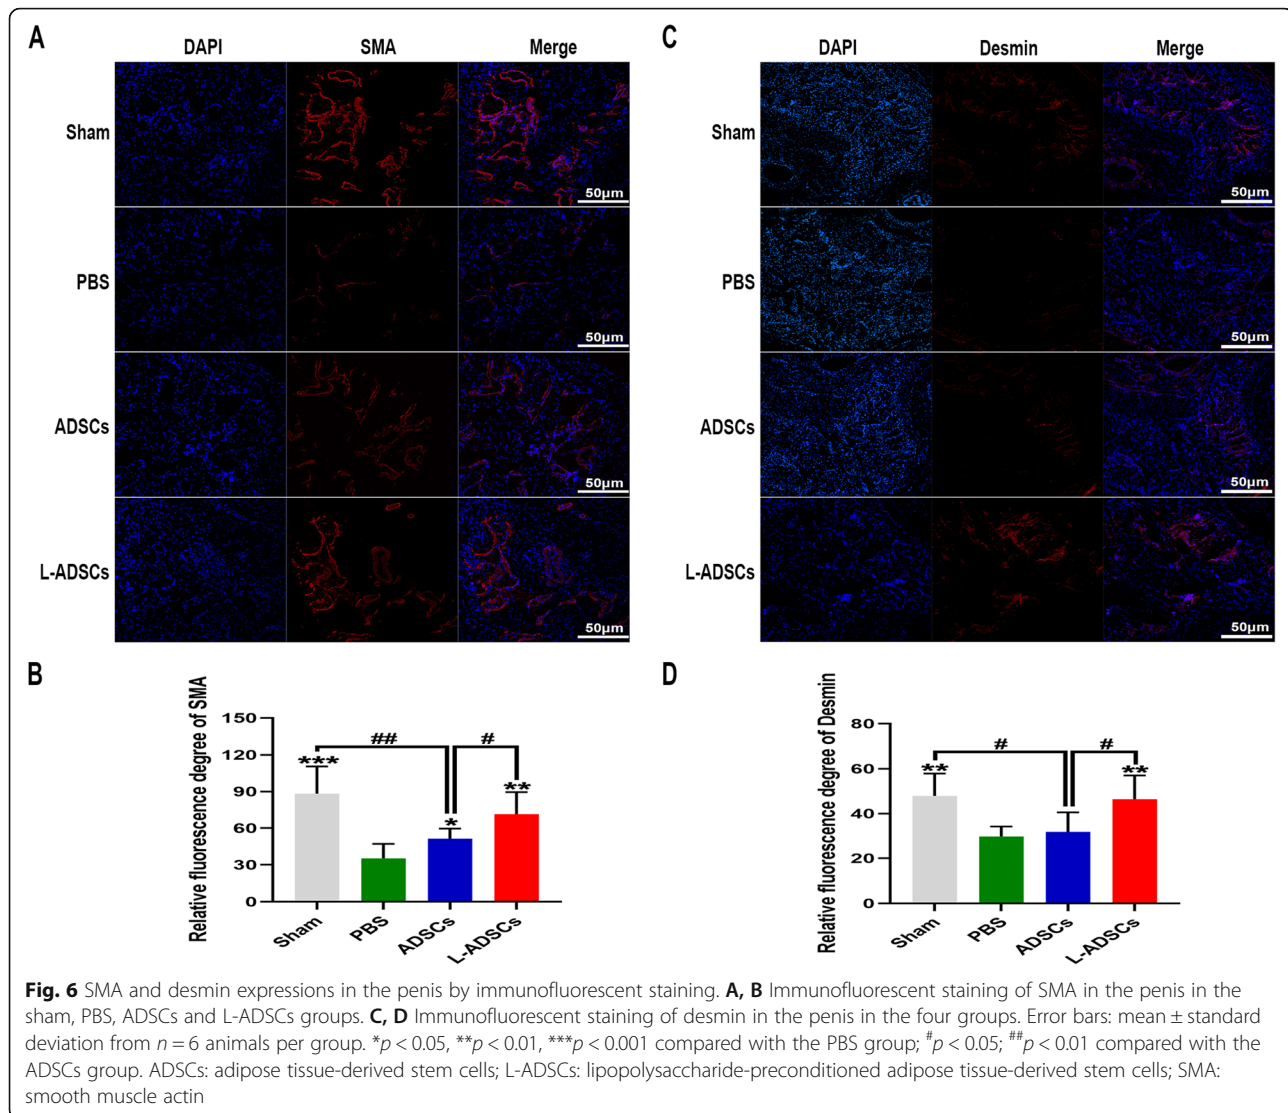 A
DAPI SMA Merge
Sham
50µm
PBS
50µm
ADSCs
50µm
L-ADSCs
50µm
C
DAPI Desmin Merge
Sham
50µm
PBS
50µm
ADSCs
50µm
L-ADSCs
50µm
B
Relative fluorescence degree of SMA
150
120
90
60
30
0
***
##
*
#
**
Sham PBS ADSCs L-ADSCs
D
Relative fluorescence degree of Desmin
80
60
40
20
0
**
#
#
**
Sham PBS ADSCs L-ADSCs
Fig. 6 SMA and desmin expressions in the penis by immunofluorescent staining. A, B Immunofluorescent staining of SMA in the penis in the
sham, PBS, ADSCs and L-ADSCs groups. C, D Immunofluorescent staining of desmin in the penis in the four groups. Error bars: mean ± standard
deviation from n = 6 animals per group. *p < 0.05, **p < 0.01, ***p < 0.001 compared with the PBS group; #p < 0.05; ##p < 0.01 compared with the
ADSCs group. ADSCs: adipose tissue-derived stem cells; L-ADSCs: lipopolysaccharide-preconditioned adipose tissue-derived stem cells; SMA:
smooth muscle actin